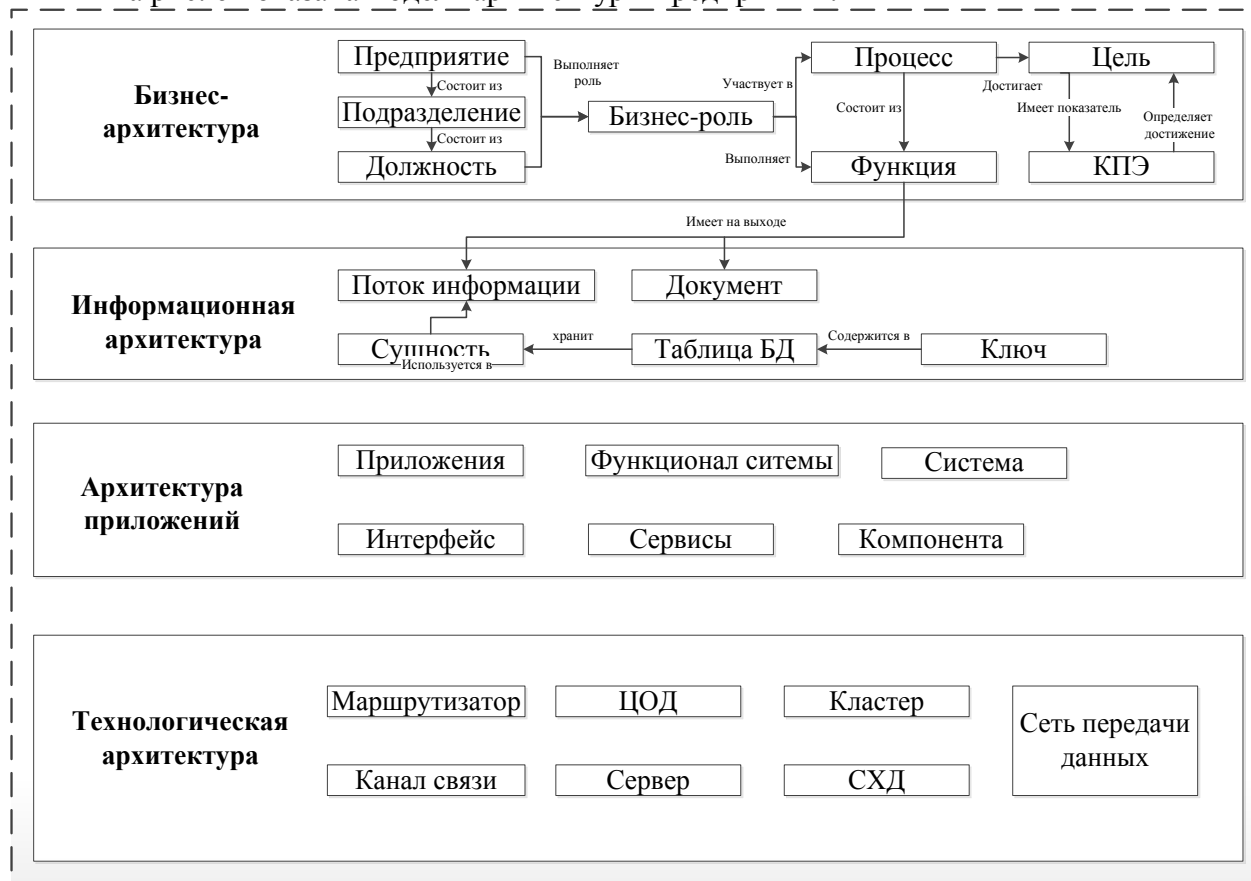 Предприятие
Процесс
Цель
Выполняет
роль
Участвует в
Достигает
Состоит из
Бизнес-
архитектура
Подразделение
Бизнес-роль
Состоит из
Имеет показатель
Определяет
достижение
Состоит из
Должность
Выполняет
Функция
КПЭ
Имеет на выходе
Информационная
архитектура
Поток информации
Документ
Сущность
Используется в
хранит
Таблица БД
Содержится в
Ключ
Архитектура
приложений
Приложения
Функционал ситемы
Система
Интерфейс
Сервисы
Компонента
Технологическая
архитектура
Маршрутизатор
ЦОД
Кластер
Сеть передачи
данных
Канал связи
Сервер
СХД